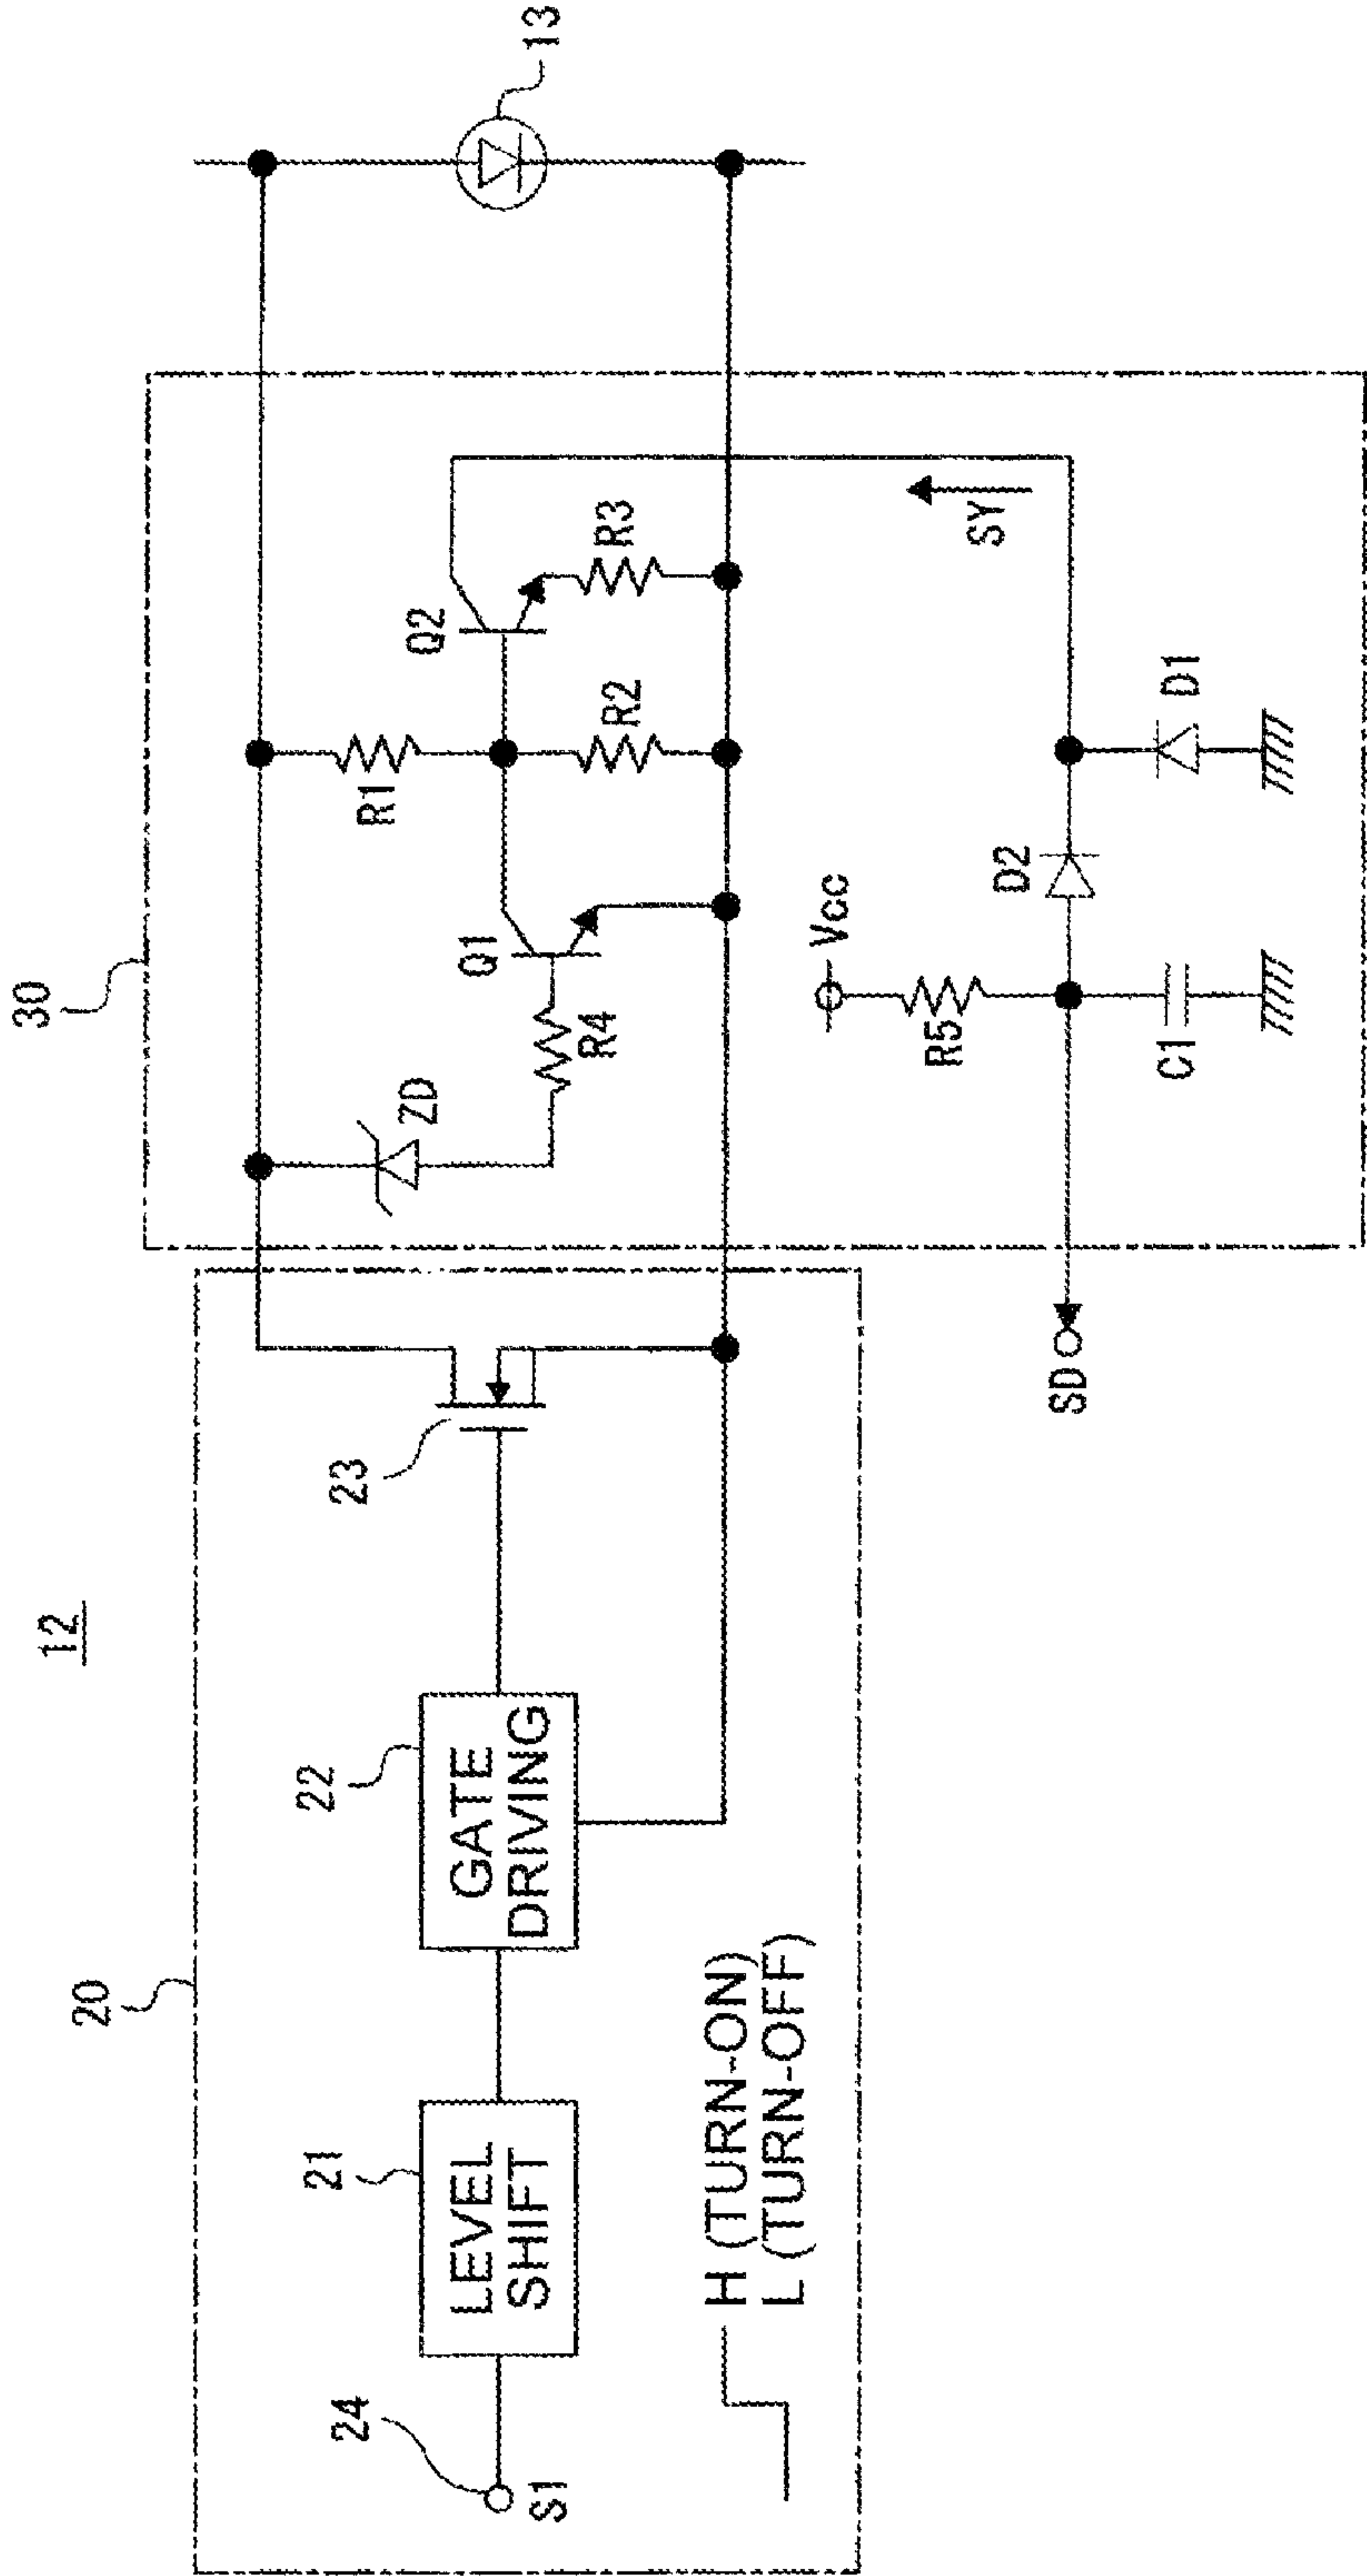 12
20
30
24
S1
21
LEVEL
SHIFT
22
GATE
DRIVING
23
H (TURN-ON)
L (TURN-OFF)
ZD
R4
Q1
R1
R2
Q2
R3
13
Vcc
R5
C1
D2
D1
SY
SD